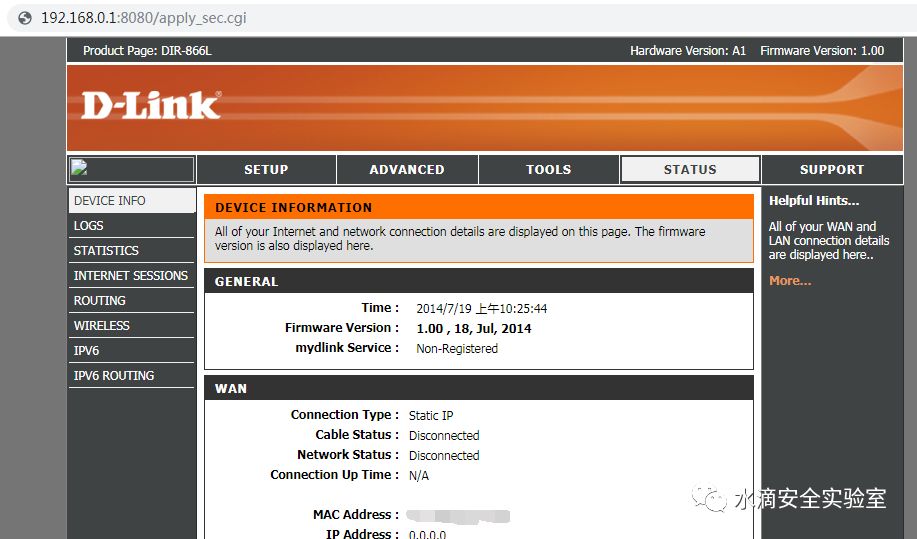 192.168.0.1:8080/apply_sec.cgi
Product Page: DIR-866L Hardware Version: A1 Firmware Version: 1.00
D-Link®
SETUP ADVANCED TOOLS STATUS SUPPORT
DEVICE INFO
LOGS
STATISTICS
INTERNET SESSIONS
ROUTING
WIRELESS
IPV6
IPV6 ROUTING
DEVICE INFORMATION
All of your Internet and network connection details are displayed on this page. The firmware
version is also displayed here.
GENERAL
Time : 2014/7/19 上午10:25:44
Firmware Version : 1.00 , 18, Jul, 2014
mydlink Service : Non-Registered
WAN
Connection Type : Static IP
Cable Status : Disconnected
Network Status : Disconnected
Connection Up Time : N/A
MAC Address :
IP Address : 0.0.0.0
Helpful Hints...
All of your WAN and
LAN connection details
are displayed here..
More...
水滴安全实验室